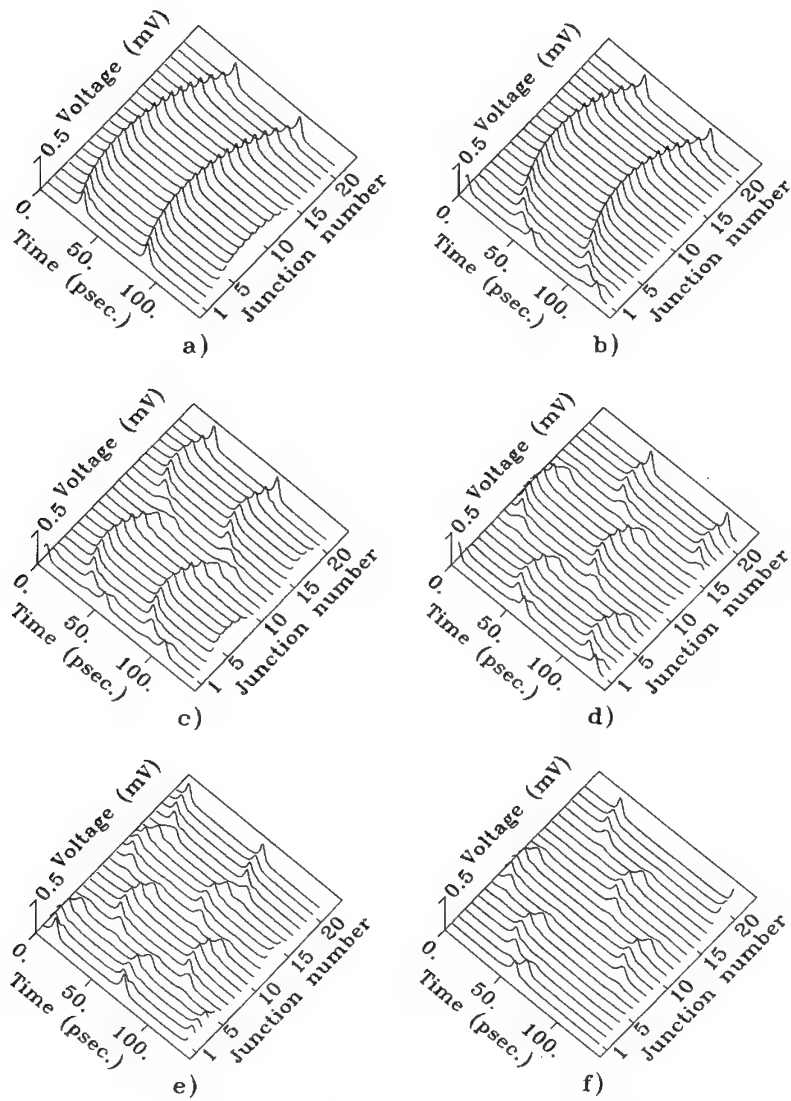 0.5 Voltage (mV)
0. 50. 100.
Time (psec.)
1 5 10 15 20
Junction number
a)
0.5 Voltage (mV)
0. 50. 100.
Time (psec.)
1 5 10 15 20
Junction number
b)
0.5 Voltage (mV)
0. 50. 100.
Time (psec.)
1 5 10 15 20
Junction number
c)
0.5 Voltage (mV)
0. 50. 100.
Time (psec.)
1 5 10 15 20
Junction number
d)
0.5 Voltage (mV)
0. 50. 100.
Time (psec.)
1 5 10 15 20
Junction number
e)
0.5 Voltage (mV)
0. 50. 100.
Time (psec.)
1 5 10 15 20
Junction number
f)